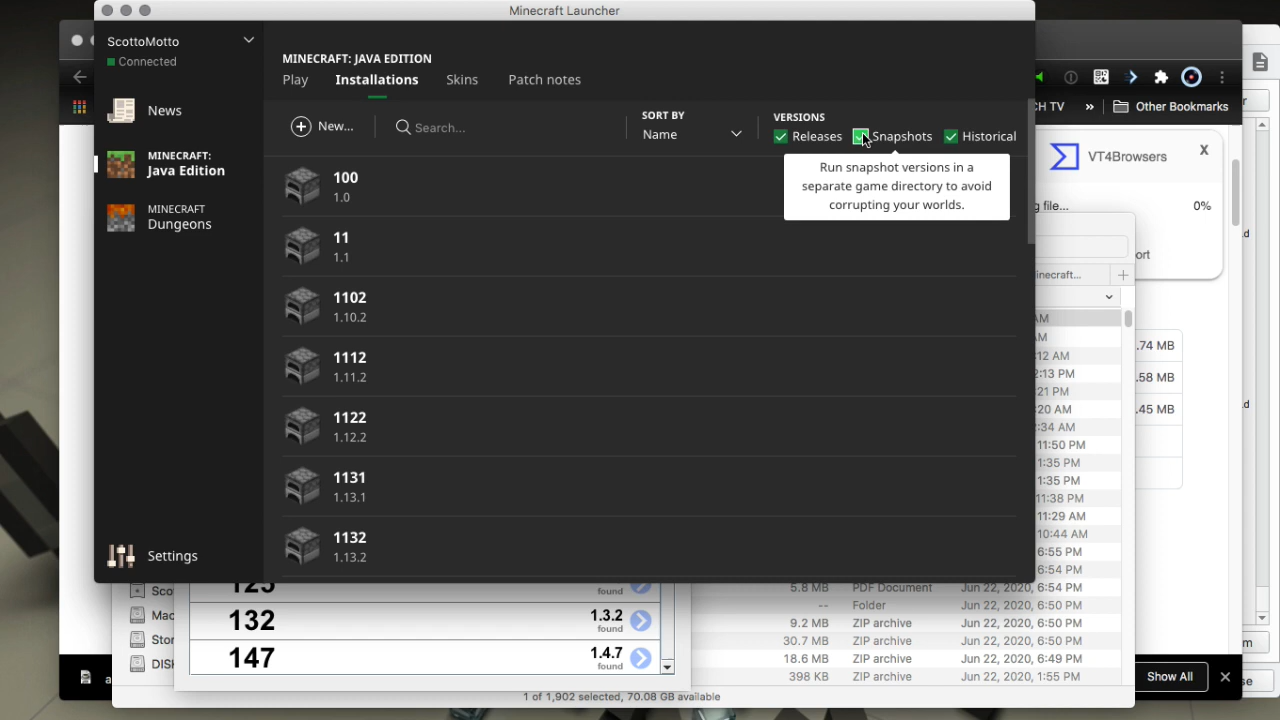 Minecraft Launcher
ScottoMotto
Connected
News
MINECRAFT:
Java Edition
MINECRAFT
Dungeons
Settings
MINECRAFT: JAVA EDITION
Play Installations Skins Patch notes
New...
Search...
SORT BY
Name
VERSIONS
Releases Snapshots Historical
Run snapshot versions in a
separate game directory to avoid
corrupting your worlds.
100
1.0
11
1.1
1102
1.10.2
1112
1.11.2
1122
1.12.2
1131
1.13.1
1132
1.13.2
CH TV » Other Bookmarks
VT4Browsers X
g file... 0%
ort
inecraft... +
AM
AM
:12 AM
2:13 PM
:21 PM
:20 AM
:34 AM
11:50 PM
1:35 PM
1:35 PM
11:38 PM
11:29 AM
10:44 AM
6:55 PM
6:54 PM
.74 MB
.58 MB
.45 MB
Sco
Mac
Stor
DISK
125 found
132 1.3.2 found
147 1.4.7 found
5.8 MB PDF Document Jun 22, 2020, 6:54 PM
-- Folder Jun 22, 2020, 6:50 PM
9.2 MB ZIP archive Jun 22, 2020, 6:50 PM
30.7 MB ZIP archive Jun 22, 2020, 6:50 PM
18.6 MB ZIP archive Jun 22, 2020, 6:49 PM
398 KB ZIP archive Jun 22, 2020, 1:55 PM
1 of 1,902 selected, 70.08 GB available
Show All